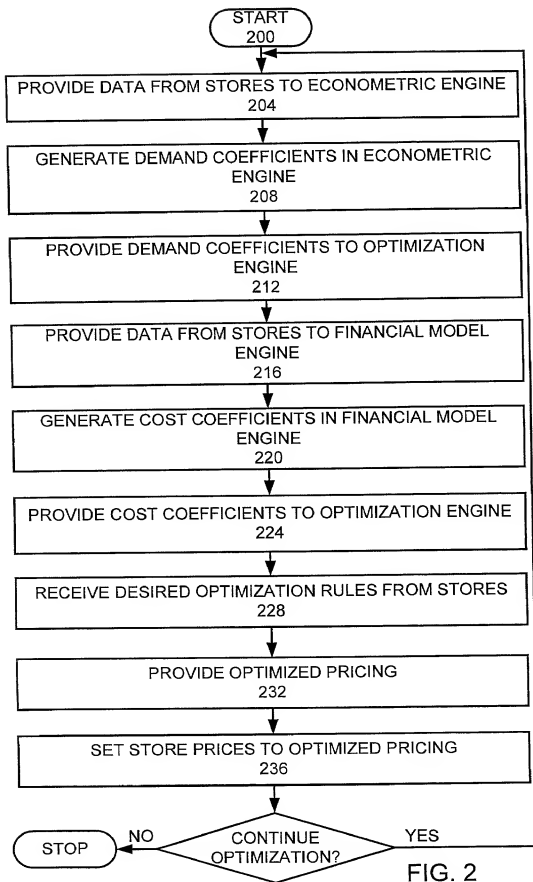 START
200
PROVIDE DATA FROM STORES TO ECONOMETRIC ENGINE
204
GENERATE DEMAND COEFFICIENTS IN ECONOMETRIC
ENGINE
208
PROVIDE DEMAND COEFFICIENTS TO OPTIMIZATION
ENGINE
212
PROVIDE DATA FROM STORES TO FINANCIAL MODEL
ENGINE
216
GENERATE COST COEFFICIENTS IN FINANCIAL MODEL
ENGINE
220
PROVIDE COST COEFFICIENTS TO OPTIMIZATION ENGINE
224
RECEIVE DESIRED OPTIMIZATION RULES FROM STORES
228
PROVIDE OPTIMIZED PRICING
232
SET STORE PRICES TO OPTIMIZED PRICING
236
STOP
NO
CONTINUE
OPTIMIZATION?
YES
FIG. 2